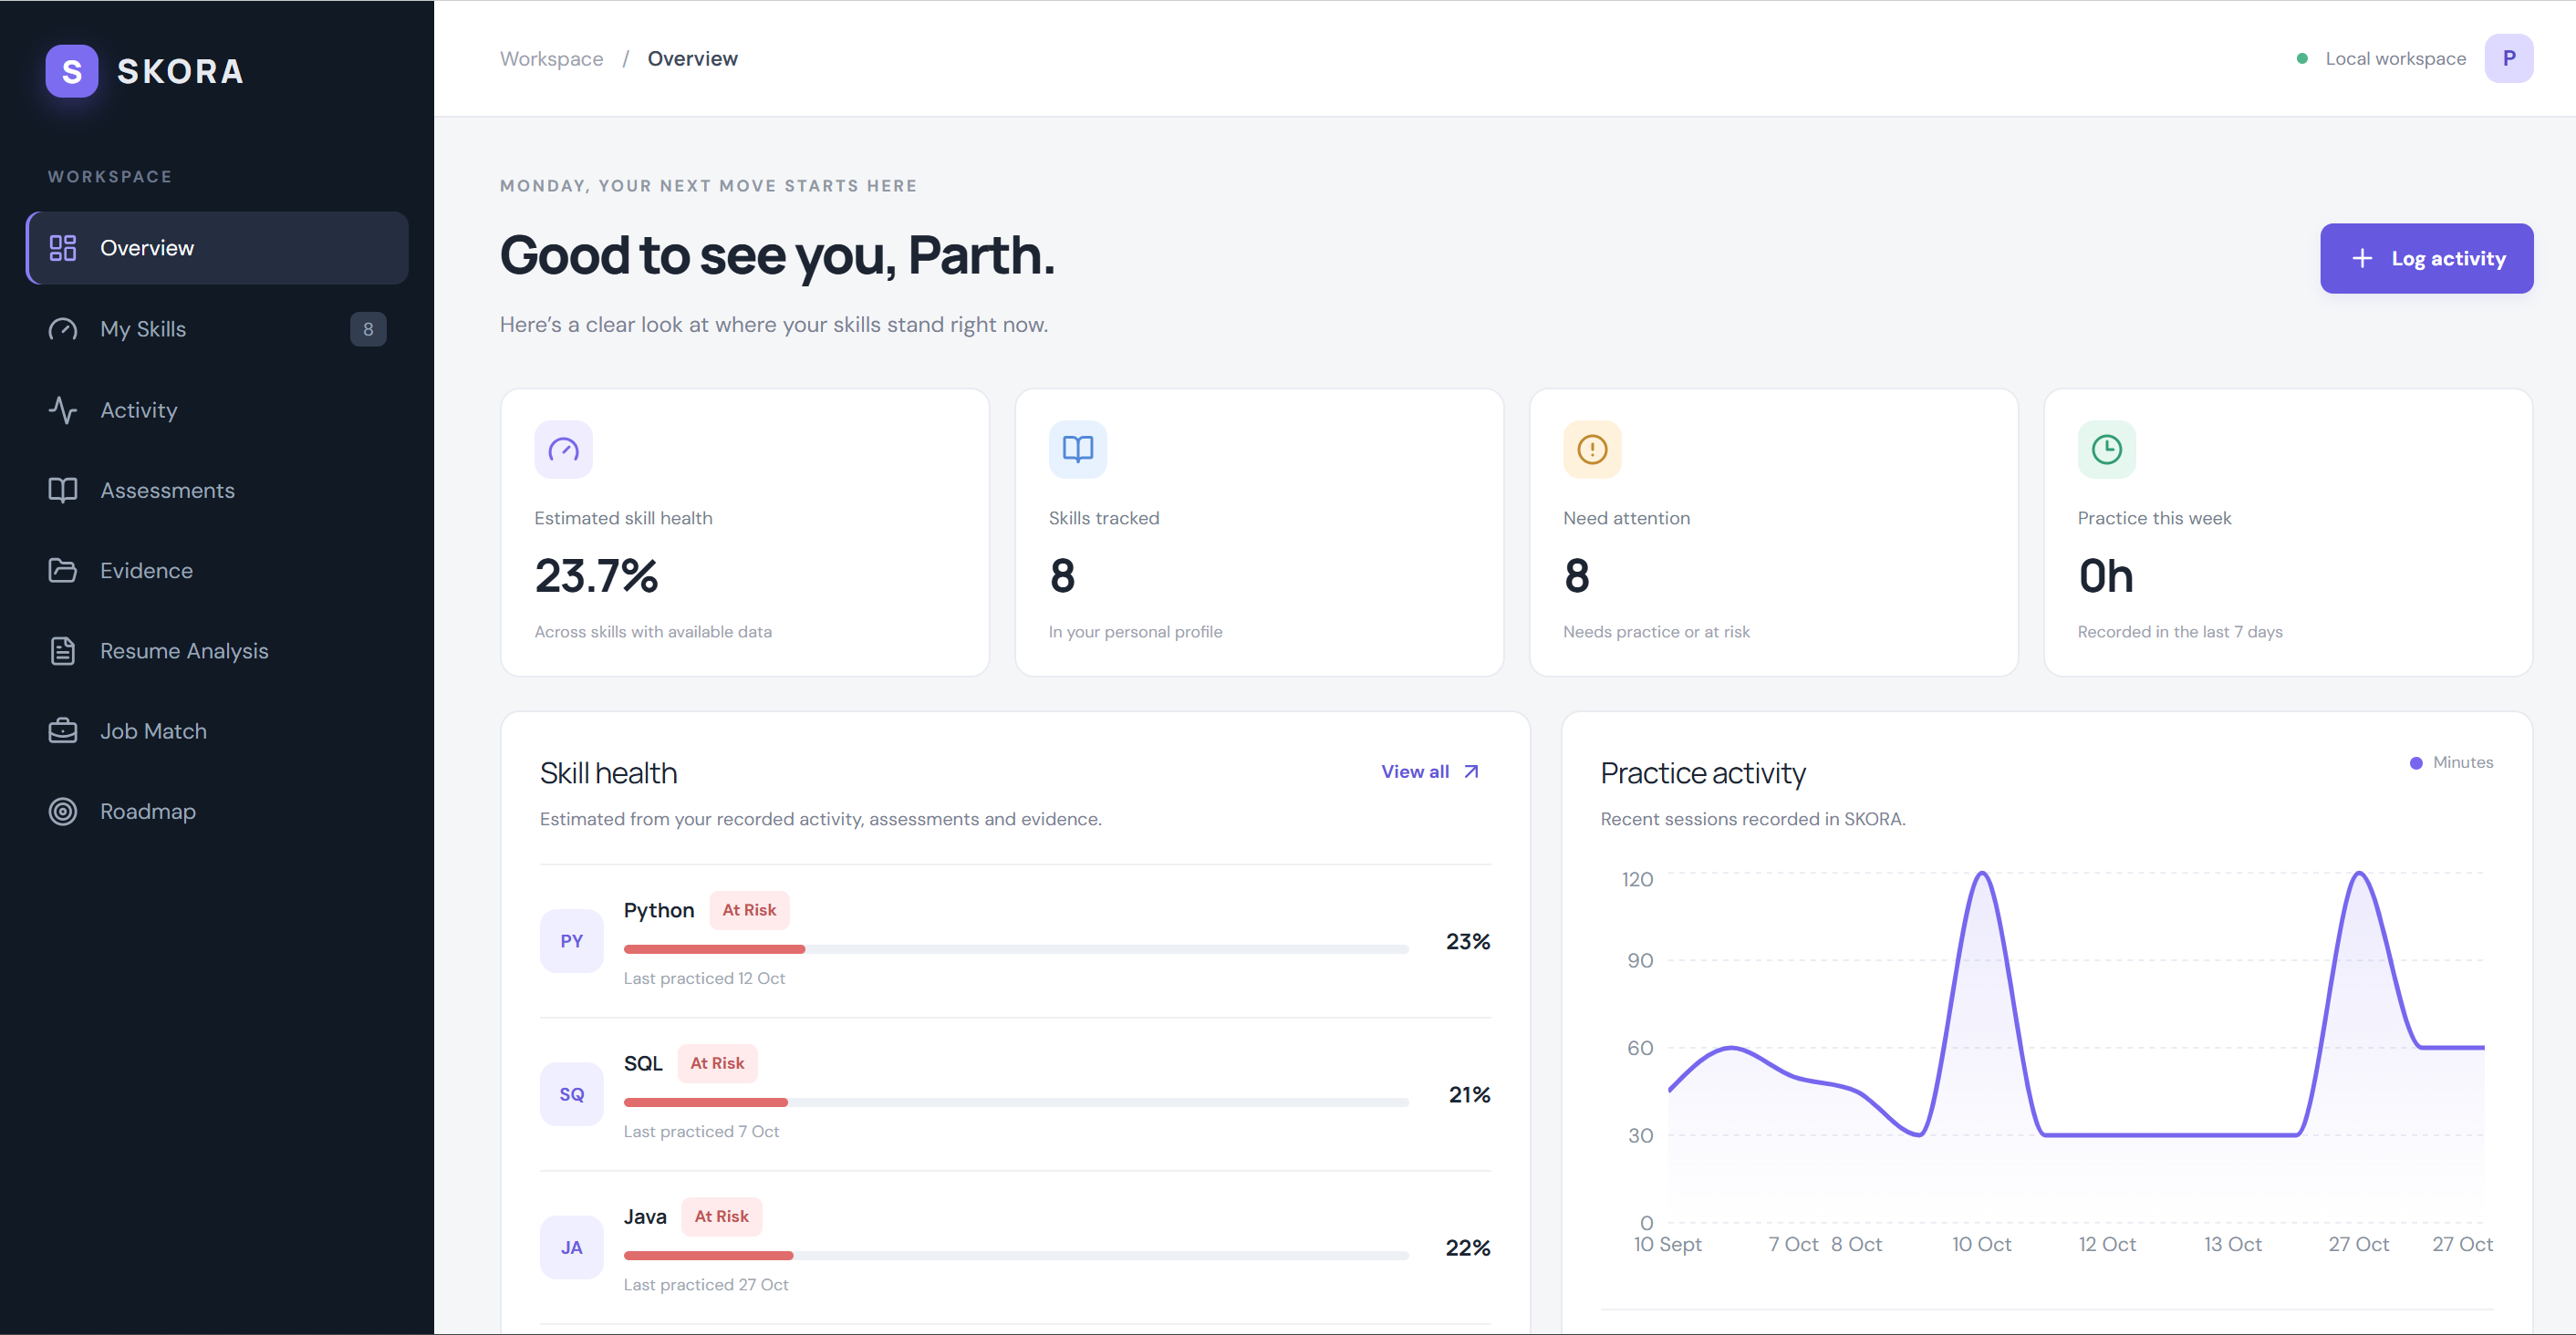 S SKORA
WORKSPACE
Overview
My Skills 8
Activity
Assessments
Evidence
Resume Analysis
Job Match
Roadmap
Workspace / Overview
Local workspace P
MONDAY, YOUR NEXT MOVE STARTS HERE
Good to see you, Parth.
Here’s a clear look at where your skills stand right now.
+ Log activity
Estimated skill health
23.7%
Across skills with available data
Skills tracked
8
In your personal profile
Need attention
8
Needs practice or at risk
Practice this week
0h
Recorded in the last 7 days
Skill health
View all
Estimated from your recorded activity, assessments and evidence.
PY
Python At Risk
23%
Last practiced 12 Oct
SQ
SQL At Risk
21%
Last practiced 7 Oct
JA
Java At Risk
22%
Last practiced 27 Oct
Practice activity
Minutes
Recent sessions recorded in SKORA.
120
90
60
30
0
10 Sept 7 Oct 8 Oct 10 Oct 12 Oct 13 Oct 27 Oct 27 Oct